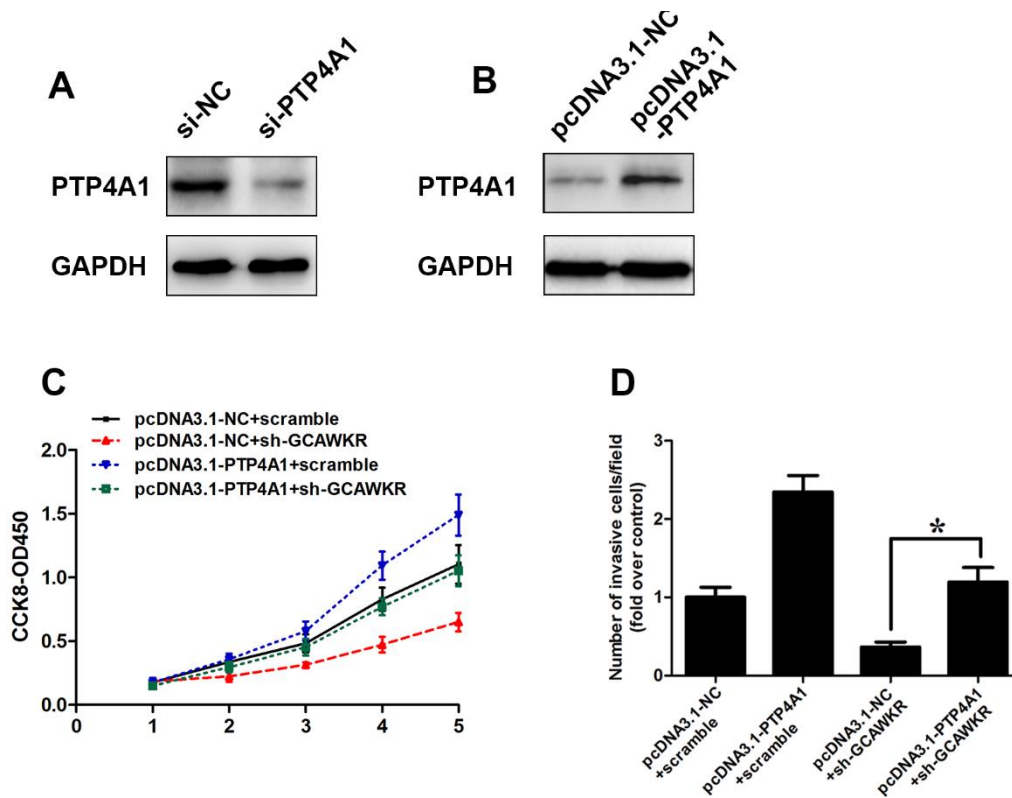 A
si-NC
si-PTP4A1
PTP4A1
GAPDH
B
pcDNA3.1-NC
pcDNA3.1
-PTP4A1
PTP4A1
GAPDH
C
pcDNA3.1-NC+scramble
pcDNA3.1-NC+sh-GCAWKR
pcDNA3.1-PTP4A1+scramble
pcDNA3.1-PTP4A1+sh-GCAWKR
CCK8-OD450
2.0
1.5
1.0
0.5
0.0
0 1 2 3 4 5
D
Number of invasive cells/field
(fold over control)
3
2
1
0
*
pcDNA3.1-NC
+scramble
pcDNA3.1-PTP4A1
+scramble
pcDNA3.1-NC
+sh-GCAWKR
pcDNA3.1-PTP4A1
+sh-GCAWKR